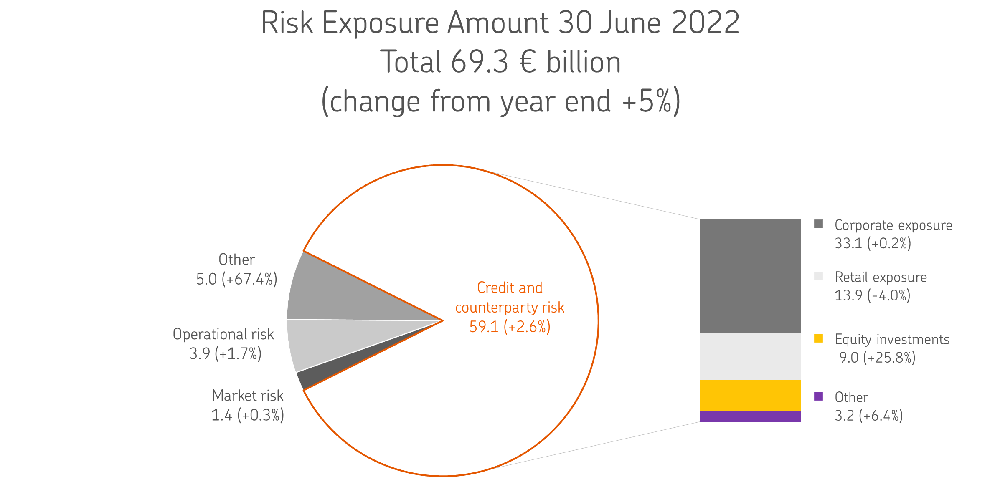 Risk Exposure Amount 30 June 2022
Total 69.3 € billion
(change from year end +5%)
Other
5.0 (+67.4%)
Operational risk
3.9 (+1.7%)
Market risk
1.4 (+0.3%)
Credit and
counterparty risk
59.1 (+2.6%)
Corporate exposure
33.1 (+0.2%)
Retail exposure
13.9 (-4.0%)
Equity investments
9.0 (+25.8%)
Other
3.2 (+6.4%)